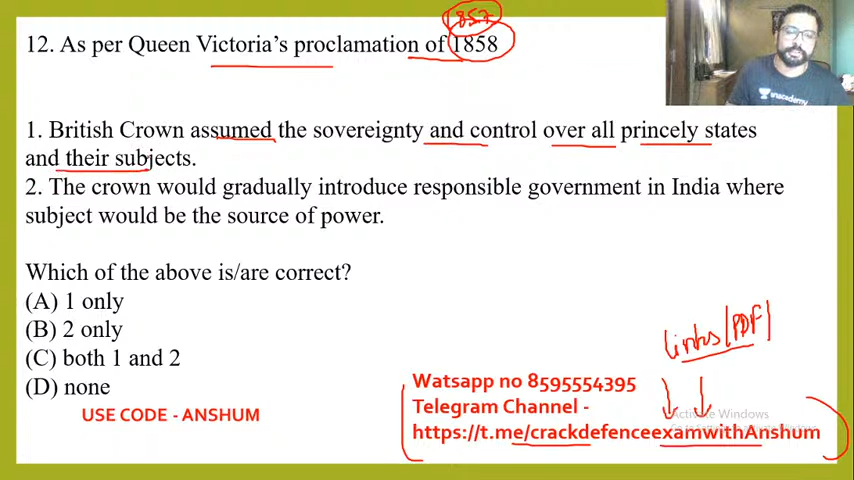 1857
12. As per Queen Victoria's proclamation of 1858
unacademy
1. British Crown assumed the sovereignty and control over all princely states
and their subjects.
2. The crown would gradually introduce responsible government in India where
subject would be the source of power.
Which of the above is/are correct?
(A) 1 only
(B) 2 only
(C) both 1 and 2
(D) none
Links [PDF]
Watsapp no 8595554395
USE CODE - ANSHUM
Telegram Channel -
Activate Windows
https://t.me/crackdefenceexamwithAnshum